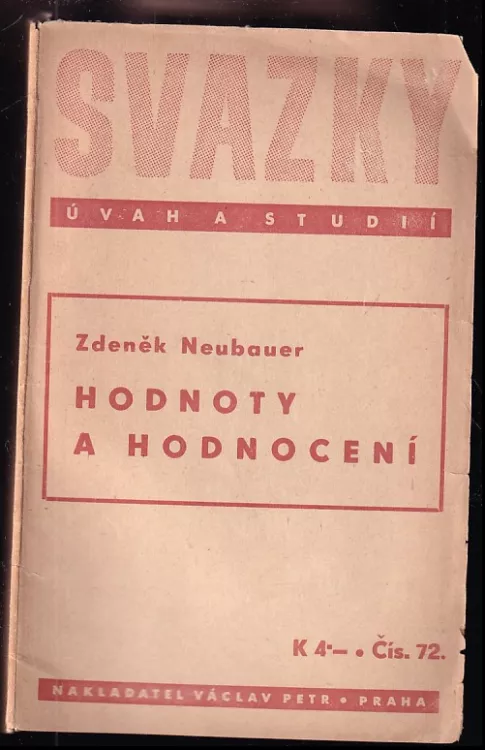 SVAZKY
ÚVAH A STUDIÍ
Zdeněk Neubauer
HODNOTY
A HODNOCENÍ
K 4·– • Čís. 72.
NAKLADATEL VÁCLAV PETR • PRAHA